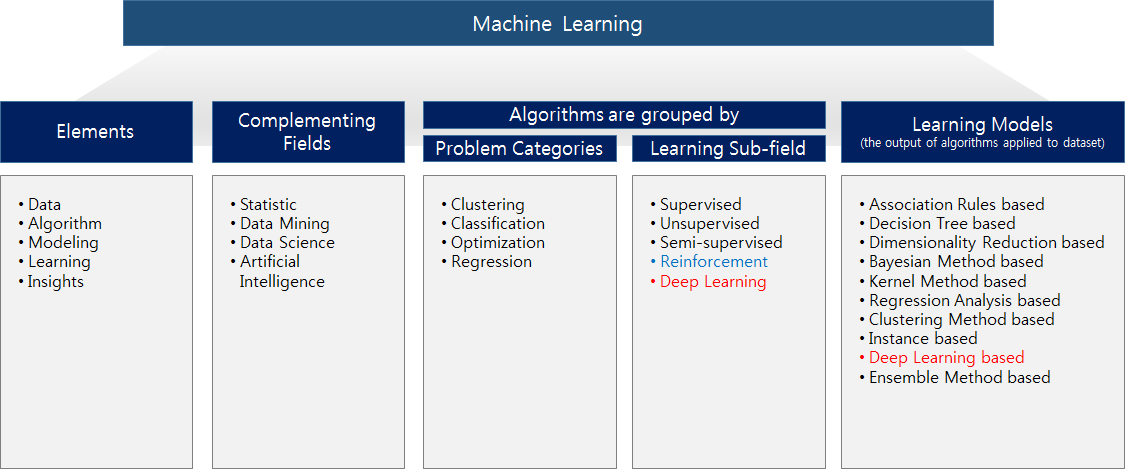 Machine Learning
Elements
• Data
• Algorithm
• Modeling
• Learning
• Insights
Complementing
Fields
• Statistic
• Data Mining
• Data Science
• Artificial
Intelligence
Algorithms are grouped by
Problem Categories
• Clustering
• Classification
• Optimization
• Regression
Learning Sub-field
• Supervised
• Unsupervised
• Semi-supervised
• Reinforcement
• Deep Learning
Learning Models
(the output of algorithms applied to dataset)
• Association Rules based
• Decision Tree based
• Dimensionality Reduction based
• Bayesian Method based
• Kernel Method based
• Regression Analysis based
• Clustering Method based
• Instance based
• Deep Learning based
• Ensemble Method based